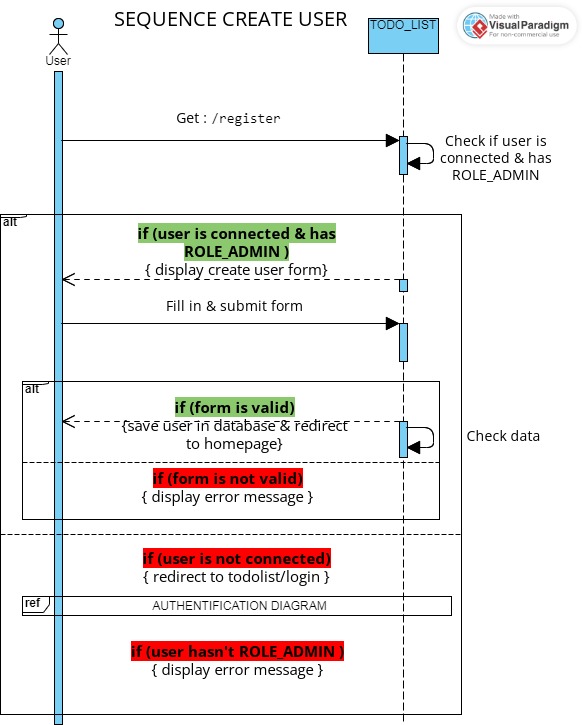 SEQUENCE CREATE USER
TODO_LIST
Made with
Visual Paradigm
For non-commercial use
User
Get : /register
Check if user is
connected & has
ROLE_ADMIN
alt
if (user is connected & has
ROLE_ADMIN )
{ display create user form}
Fill in & submit form
alt
if (form is valid)
{save user in database & redirect
to homepage}
Check data
if (form is not valid)
{ display error message }
if (user is not connected)
{ redirect to todolist/login }
ref
AUTHENTIFICATION DIAGRAM
if (user hasn't ROLE_ADMIN )
{ display error message }